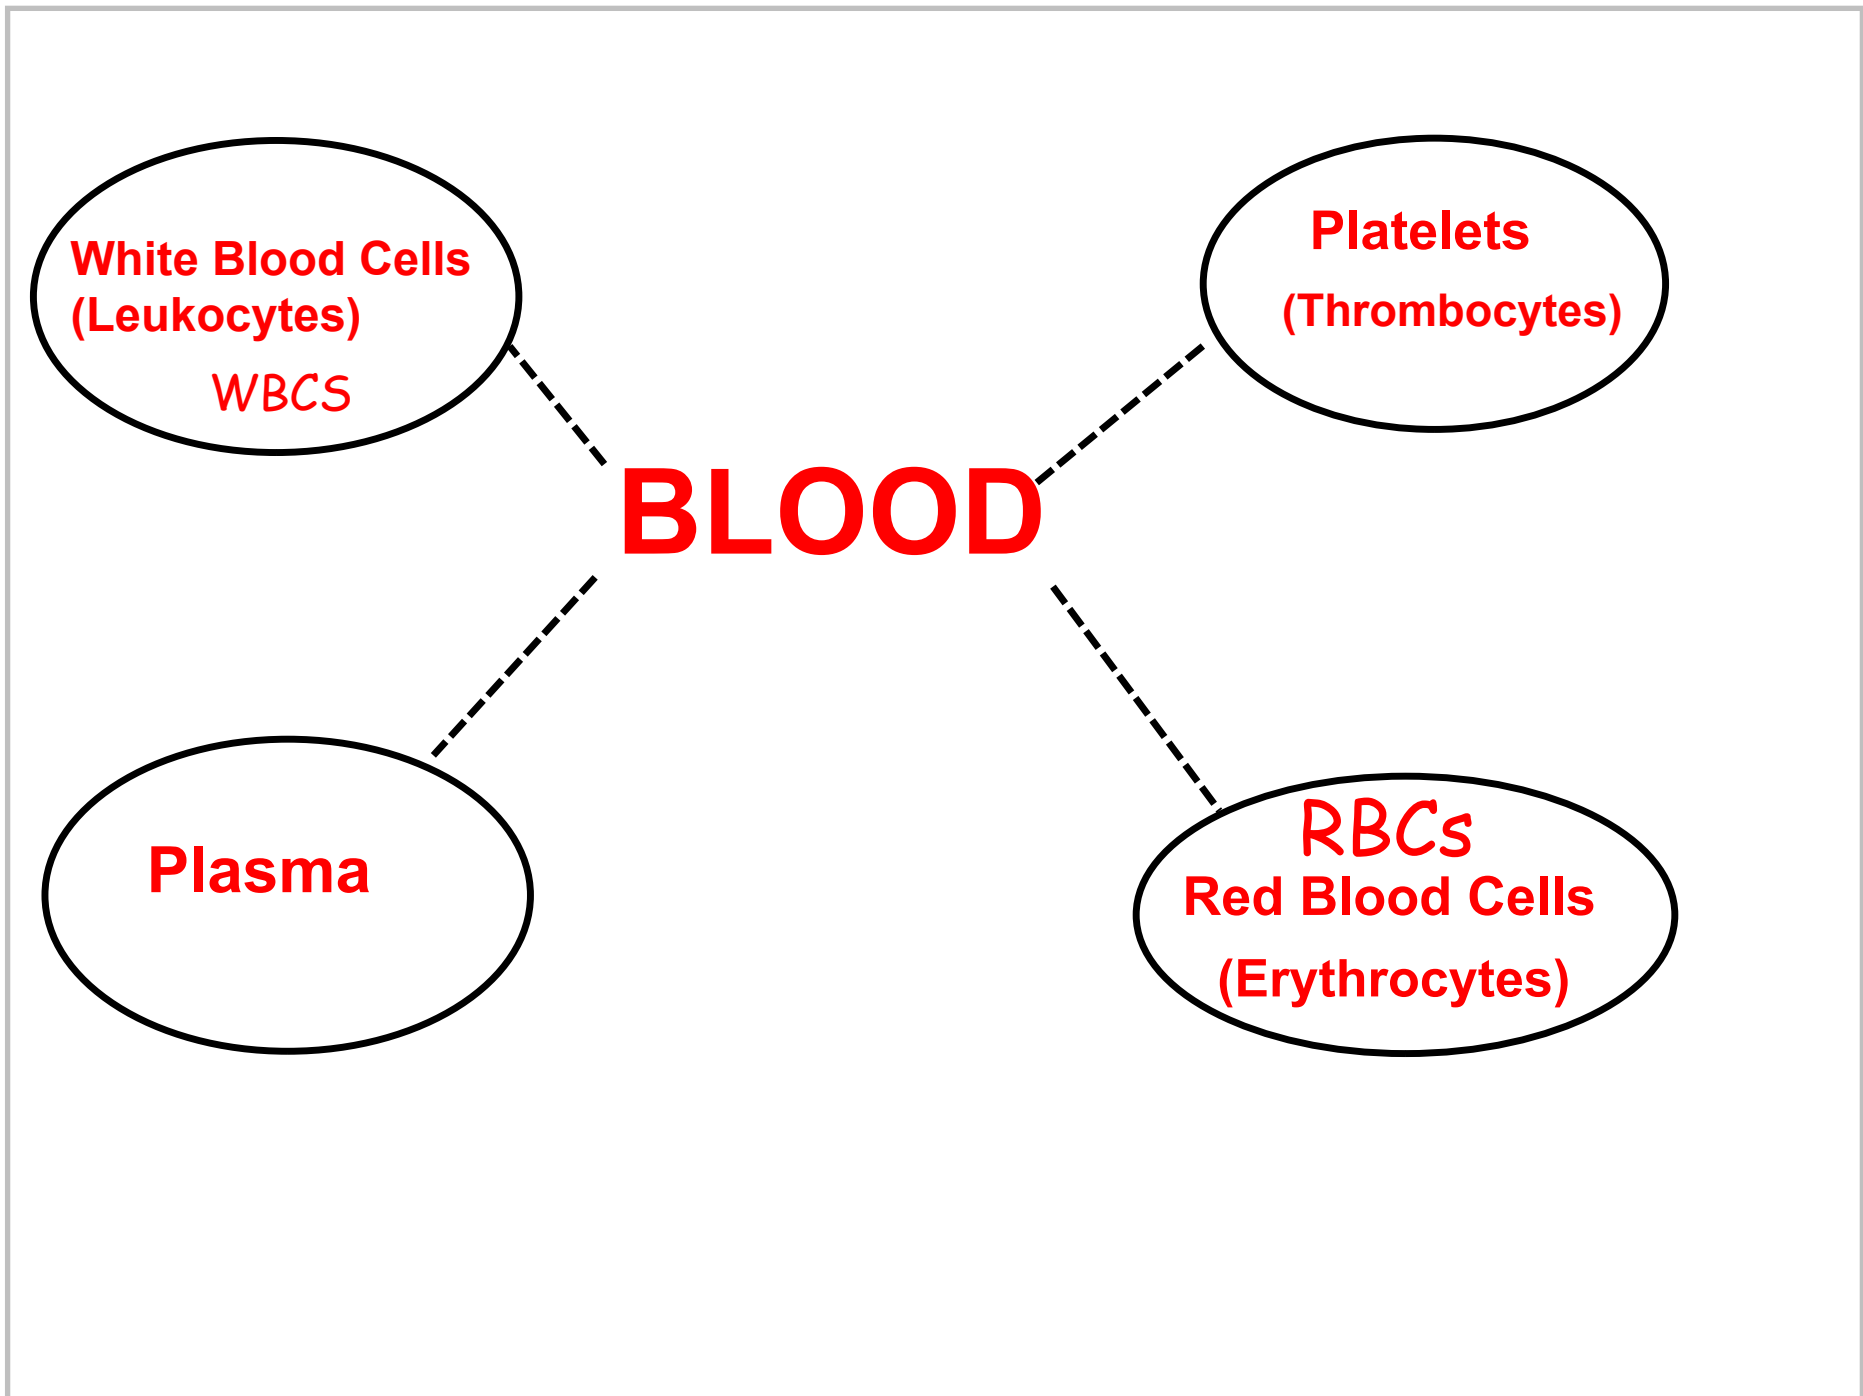 White Blood Cells
(Leukocytes)
WBCS
Platelets
(Thrombocytes)
BLOOD
Plasma
RBCs
Red Blood Cells
(Erythrocytes)